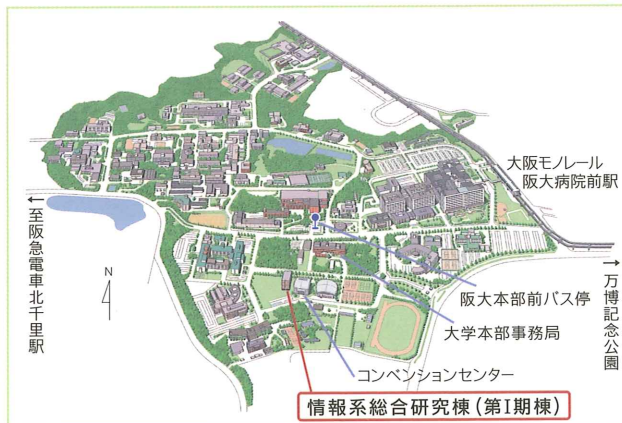 大阪モノレール
阪大病院前駅
←至阪急電車北千里駅
N
→万博記念公園
阪大本部前バス停
大学本部事務局
コンベンションセンター
情報系総合研究棟(第Ⅰ期棟)